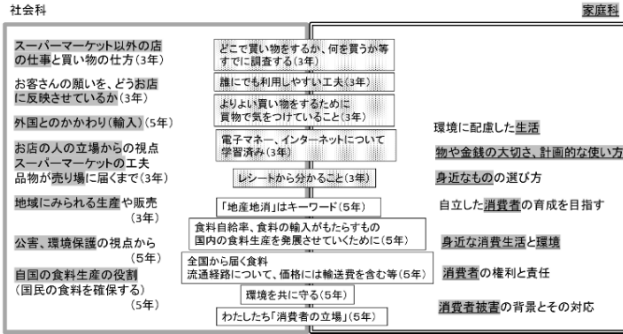 社会科
家庭科
スーパーマーケット以外の店
の仕事と買い物の仕方(3年)
お客さんの願いを、どうお店
に反映させているか(3年)
外国とのかかわり(輸入)(5年)
お店の人の立場からの視点
スーパーマーケットの工夫
品物が売り場に届くまで(3年)
地域にみられる生産や販売
(3年)
公害、環境保護の視点から
(5年)
自国の食料生産の役割
(国民の食料を確保する)
(5年)
どこで買い物をするか、何を買うか等
すでに調査する(3年)
誰にでも利用しやすい工夫(3年)
よりよい買い物をするために
買物で気をつけていること(3年)
電子マネー、インターネットについて
学習済み(3年)
レシートから分かること(3年)
「地産地消」はキーワード(5年)
食料自給率、食料の輸入がもたらすもの
国内の食料生産を発展させていくために(5年)
全国から届く食料
流通経路について、価格には輸送費を含む等(5年)
環境を共に守る(5年)
わたしたち「消費者の立場」(5年)
環境に配慮した生活
物や金銭の大切さ、計画的な使い方
身近なものの選び方
自立した消費者の育成を目指す
身近な消費生活と環境
消費者の権利と責任
消費者被害の背景とその対応